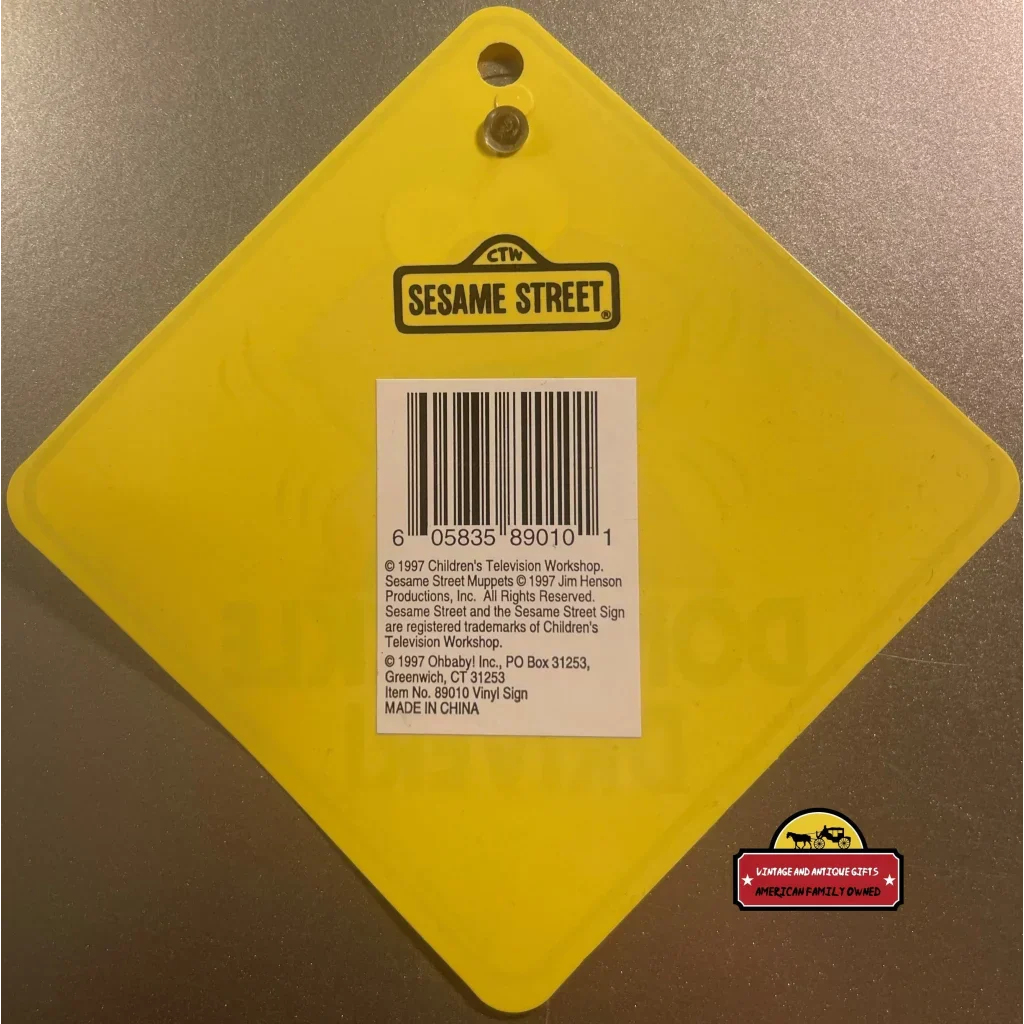 CTW
SESAME STREET®
6 05835 89010 1
© 1997 Children's Television Workshop.
Sesame Street Muppets © 1997 Jim Henson
Productions, Inc. All Rights Reserved.
Sesame Street and the Sesame Street Sign
are registered trademarks of Children's
Television Workshop.
© 1997 Ohbaby! Inc., PO Box 31253,
Greenwich, CT 31253
Item No. 89010 Vinyl Sign
MADE IN CHINA
DRIVER!
VINTAGE AND ANTIQUE GIFTS
AMERICAN FAMILY OWNED